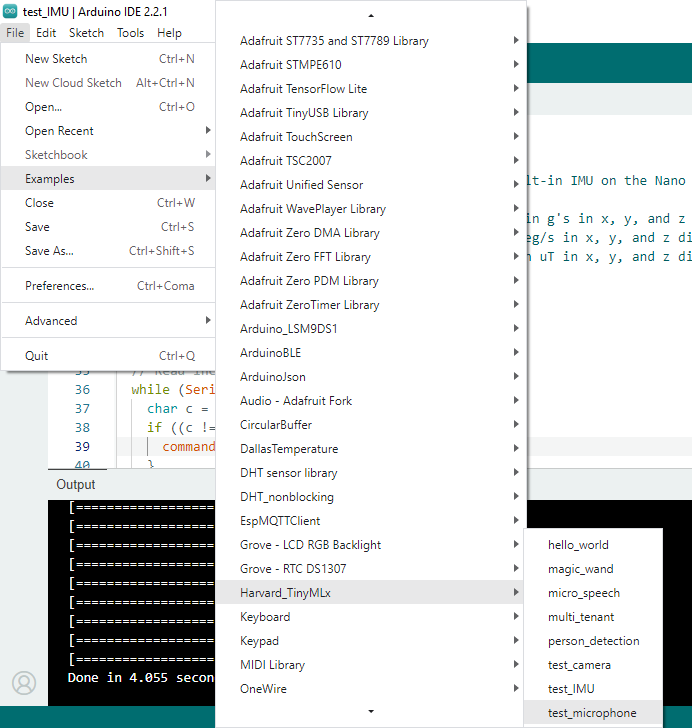 test_IMU | Arduino IDE 2.2.1
File Edit Sketch Tools Help
New Sketch Ctrl+N
New Cloud Sketch Alt+Ctrl+N
Open... Ctrl+O
Open Recent
Sketchbook
Examples
Close Ctrl+W
Save Ctrl+S
Save As... Ctrl+Shift+S
Preferences... Ctrl+Coma
Advanced
Quit Ctrl+Q
Adafruit ST7735 and ST7789 Library
Adafruit STMPE610
Adafruit TensorFlow Lite
Adafruit TinyUSB Library
Adafruit TouchScreen
Adafruit TSC2007
Adafruit Unified Sensor
Adafruit WavePlayer Library
Adafruit Zero DMA Library
Adafruit Zero FFT Library
Adafruit Zero PDM Library
Adafruit ZeroTimer Library
Arduino_LSM9DS1
ArduinoBLE
ArduinoJson
Audio - Adafruit Fork
CircularBuffer
DallasTemperature
DHT sensor library
DHT_nonblocking
EspMQTTClient
Grove - LCD RGB Backlight
Grove - RTC DS1307
Harvard_TinyMLx
Keyboard
Keypad
MIDI Library
OneWire
hello_world
magic_wand
micro_speech
multi_tenant
person_detection
test_camera
test_IMU
test_microphone
lt-in IMU on the Nano
in g's in x, y, and z
eg/s in x, y, and z di
n uT in x, y, and z di
36 while (Seri
37 char c =
38 if ((c !=
39 command
40 }
Output
[===================
[===================
[===================
[===================
[===================
[===================
[===================
[===================
[===================
Done in 4.055 secon